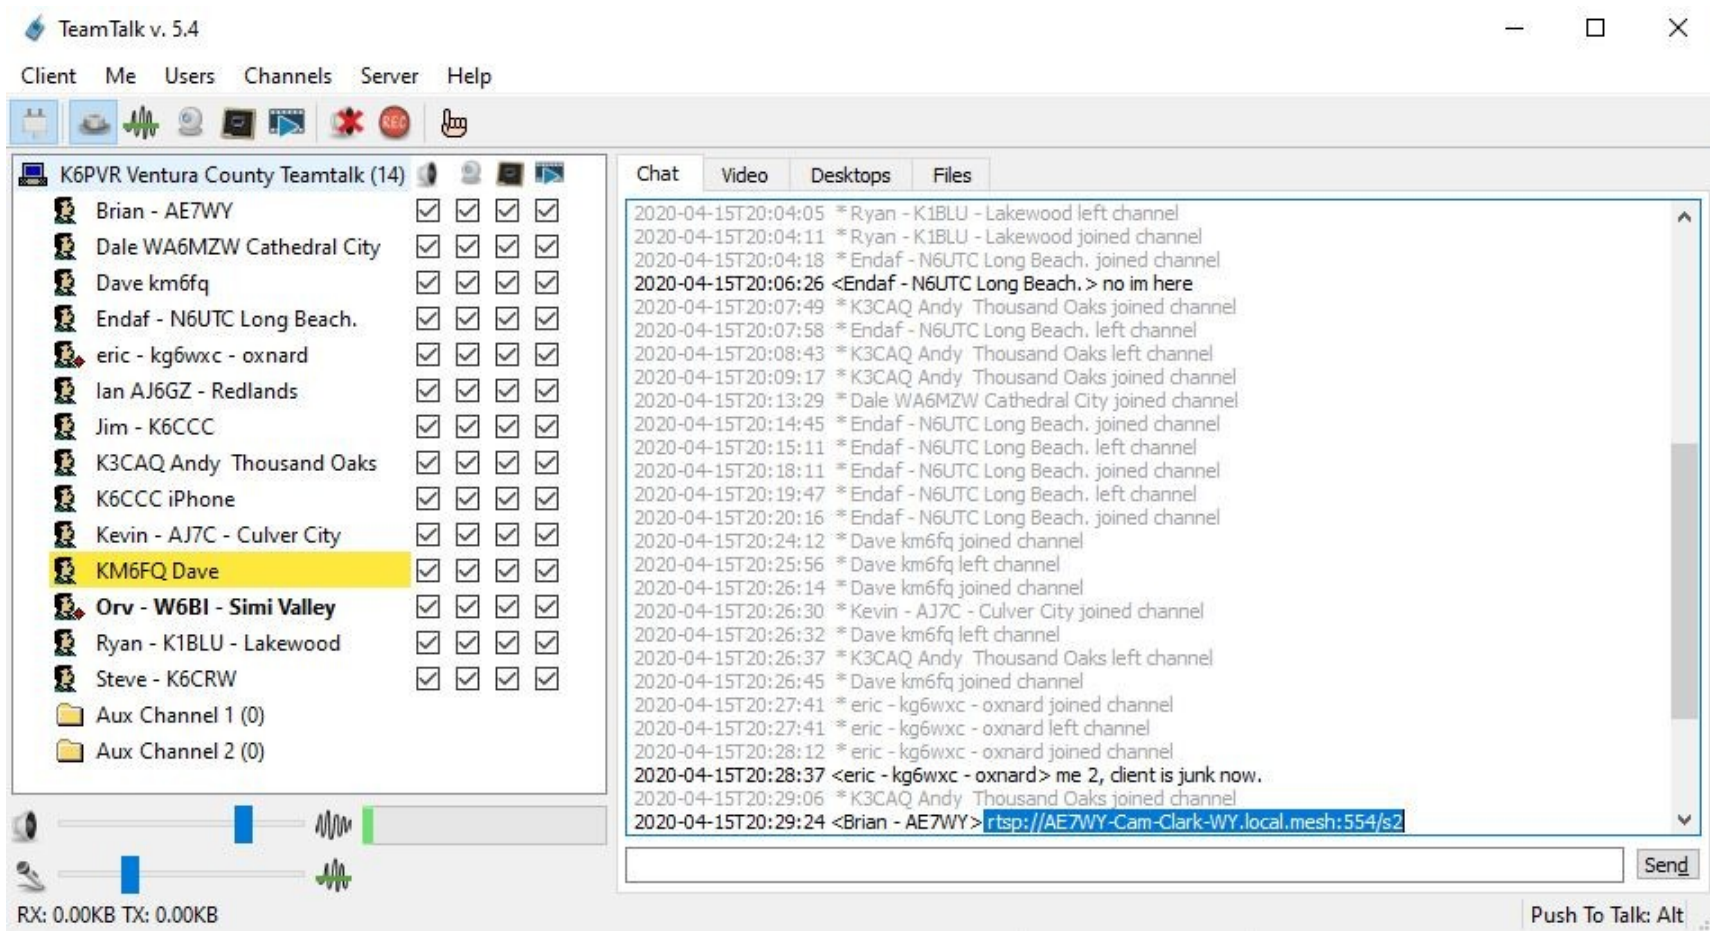 TeamTalk v. 5.4
Client Me Users Channels Server Help
REC
K6PVR Ventura County Teamtalk (14)
Brian - AE7WY
Dale WA6MZW Cathedral City
Dave km6fq
Endaf - N6UTC Long Beach.
eric - kg6wxc - oxnard
Ian AJ6GZ - Redlands
Jim - K6CCC
K3CAQ Andy  Thousand Oaks
K6CCC iPhone
Kevin - AJ7C - Culver City
KM6FQ Dave
Orv - W6BI - Simi Valley
Ryan - K1BLU - Lakewood
Steve - K6CRW
Aux Channel 1 (0)
Aux Channel 2 (0)
RX: 0.00KB TX: 0.00KB
Chat Video Desktops Files
2020-04-15T20:04:05 * Ryan - K1BLU - Lakewood left channel
2020-04-15T20:04:11 * Ryan - K1BLU - Lakewood joined channel
2020-04-15T20:04:18 * Endaf - N6UTC Long Beach. joined channel
2020-04-15T20:06:26 <Endaf - N6UTC Long Beach.> no im here
2020-04-15T20:07:49 * K3CAQ Andy  Thousand Oaks joined channel
2020-04-15T20:07:58 * Endaf - N6UTC Long Beach. left channel
2020-04-15T20:08:43 * K3CAQ Andy  Thousand Oaks left channel
2020-04-15T20:09:17 * K3CAQ Andy  Thousand Oaks joined channel
2020-04-15T20:13:29 * Dale WA6MZW Cathedral City joined channel
2020-04-15T20:14:45 * Endaf - N6UTC Long Beach. joined channel
2020-04-15T20:15:11 * Endaf - N6UTC Long Beach. left channel
2020-04-15T20:18:11 * Endaf - N6UTC Long Beach. joined channel
2020-04-15T20:19:47 * Endaf - N6UTC Long Beach. left channel
2020-04-15T20:20:16 * Endaf - N6UTC Long Beach. joined channel
2020-04-15T20:24:12 * Dave km6fq joined channel
2020-04-15T20:25:56 * Dave km6fq left channel
2020-04-15T20:26:14 * Dave km6fq joined channel
2020-04-15T20:26:30 * Kevin - AJ7C - Culver City joined channel
2020-04-15T20:26:32 * Dave km6fq left channel
2020-04-15T20:26:37 * K3CAQ Andy  Thousand Oaks left channel
2020-04-15T20:26:45 * Dave km6fq joined channel
2020-04-15T20:27:41 * eric - kg6wxc - oxnard joined channel
2020-04-15T20:27:41 * eric - kg6wxc - oxnard left channel
2020-04-15T20:28:12 * eric - kg6wxc - oxnard joined channel
2020-04-15T20:28:37 <eric - kg6wxc - oxnard> me 2, client is junk now.
2020-04-15T20:29:06 * K3CAQ Andy  Thousand Oaks joined channel
2020-04-15T20:29:24 <Brian - AE7WY> rtsp://AE7WY-Cam-Clark-WY.local.mesh:554/s2
Send
Push To Talk: Alt